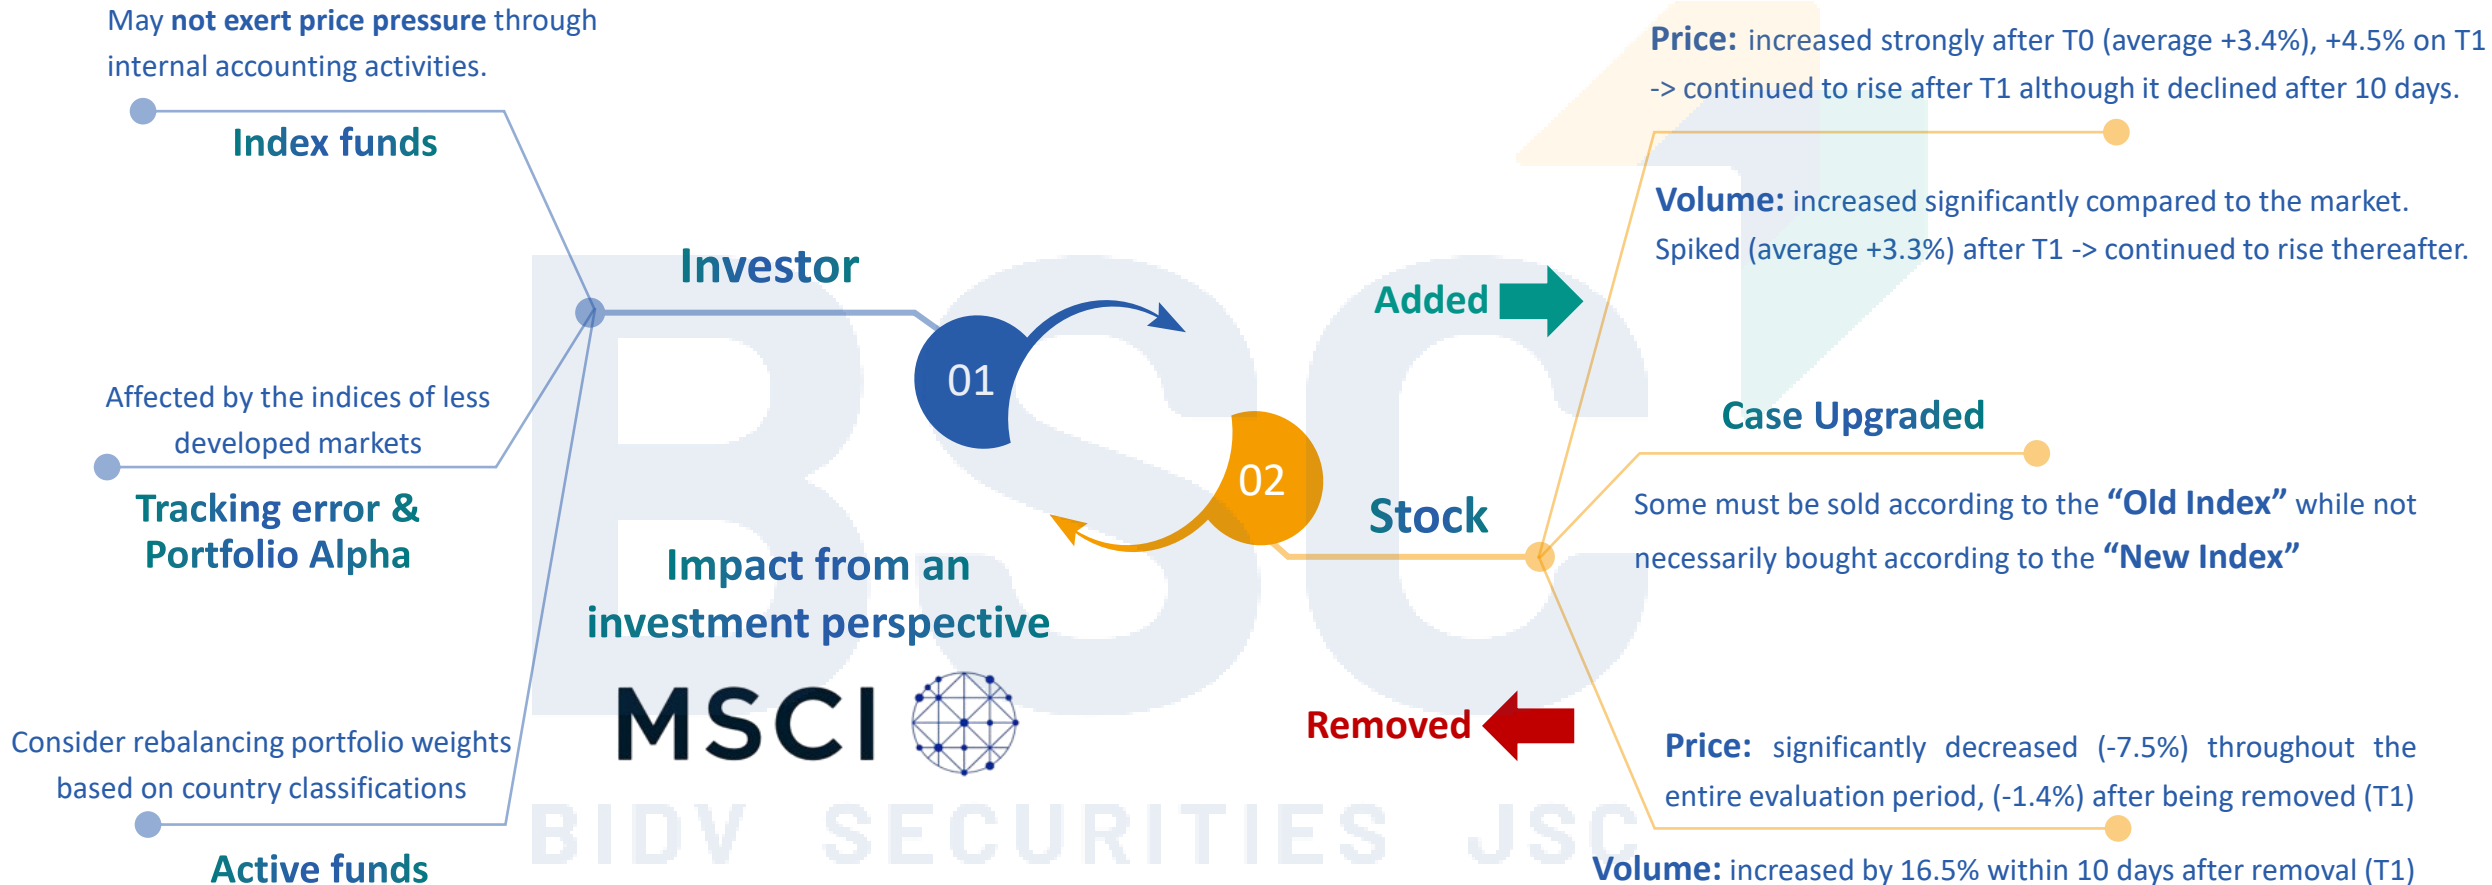 May not exert price pressure through
internal accounting activities.
Index funds
Affected by the indices of less
developed markets
Tracking error &
Portfolio Alpha
Consider rebalancing portfolio weights
based on country classifications
Active funds
Investor
01
02
Stock
Impact from an
investment perspective
MSCI
Added
Removed
Price: increased strongly after T0 (average +3.4%), +4.5% on T1
-> continued to rise after T1 although it declined after 10 days.
Volume: increased significantly compared to the market.
Spiked (average +3.3%) after T1 -> continued to rise thereafter.
Case Upgraded
Some must be sold according to the “Old Index” while not
necessarily bought according to the “New Index”
Price: significantly decreased (-7.5%) throughout the
entire evaluation period, (-1.4%) after being removed (T1)
Volume: increased by 16.5% within 10 days after removal (T1)
BSC
BIDV SECURITIES JSC